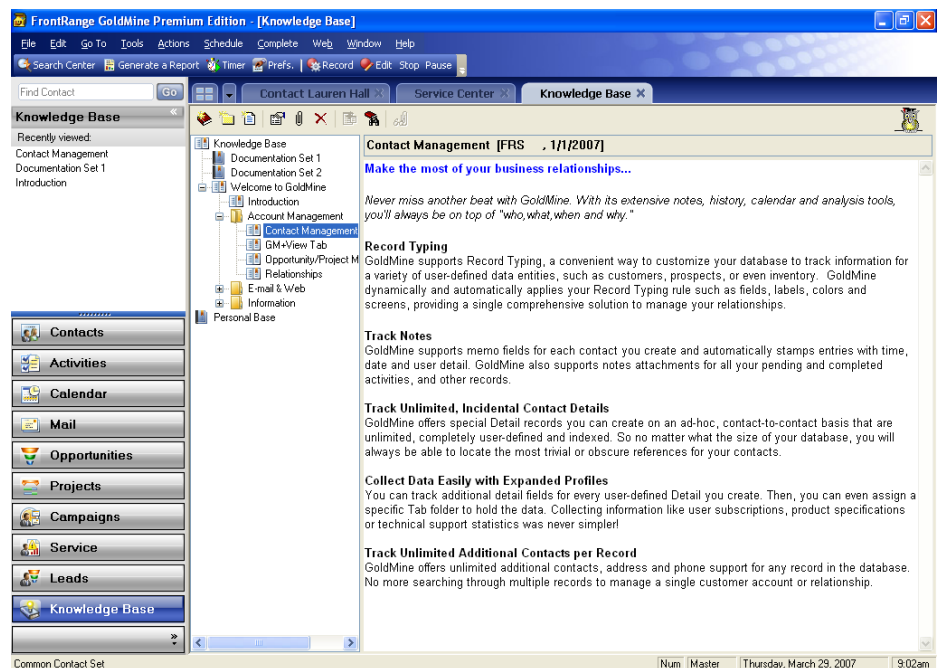 FrontRange GoldMine Premium Edition - [Knowledge Base]
File Edit Go To Tools Actions Schedule Complete Web Window Help
Search Center Generate a Report Timer Prefs. Record Edit Stop Pause
Find Contact Go
Contact Lauren Hall Service Center Knowledge Base
Knowledge Base
Recently viewed:
Contact Management
Documentation Set 1
Introduction
Contacts
Activities
Calendar
Mail
Opportunities
Projects
Campaigns
Service
Leads
Knowledge Base
Knowledge Base
Documentation Set 1
Documentation Set 2
Welcome to GoldMine
Introduction
Account Management
Contact Management
GM+View Tab
Opportunity/Project M
Relationships
E-mail & Web
Information
Personal Base
Contact Management [FRS , 1/1/2007]
Make the most of your business relationships...
Never miss another beat with GoldMine. With its extensive notes, history, calendar and analysis tools,
you'll always be on top of "who,what,when and why."
Record Typing
GoldMine supports Record Typing, a convenient way to customize your database to track information for
a variety of user-defined data entities, such as customers, prospects, or even inventory. GoldMine
dynamically and automatically applies your Record Typing rule such as fields, labels, colors and
screens, providing a single comprehensive solution to manage your relationships.
Track Notes
GoldMine supports memo fields for each contact you create and automatically stamps entries with time,
date and user detail. GoldMine also supports notes attachments for all your pending and completed
activities, and other records.
Track Unlimited, Incidental Contact Details
GoldMine offers special Detail records you can create on an ad-hoc, contact-to-contact basis that are
unlimited, completely user-defined and indexed. So no matter what the size of your database, you will
always be able to locate the most trivial or obscure references for your contacts.
Collect Data Easily with Expanded Profiles
You can track additional detail fields for every user-defined Detail you create. Then, you can even assign a
specific Tab folder to hold the data. Collecting information like user subscriptions, product specifications
or technical support statistics was never simpler!
Track Unlimited Additional Contacts per Record
GoldMine offers unlimited additional contacts, address and phone support for any record in the database.
No more searching through multiple records to manage a single customer account or relationship.
Common Contact Set Num Master Thursday, March 29, 2007 9:02am